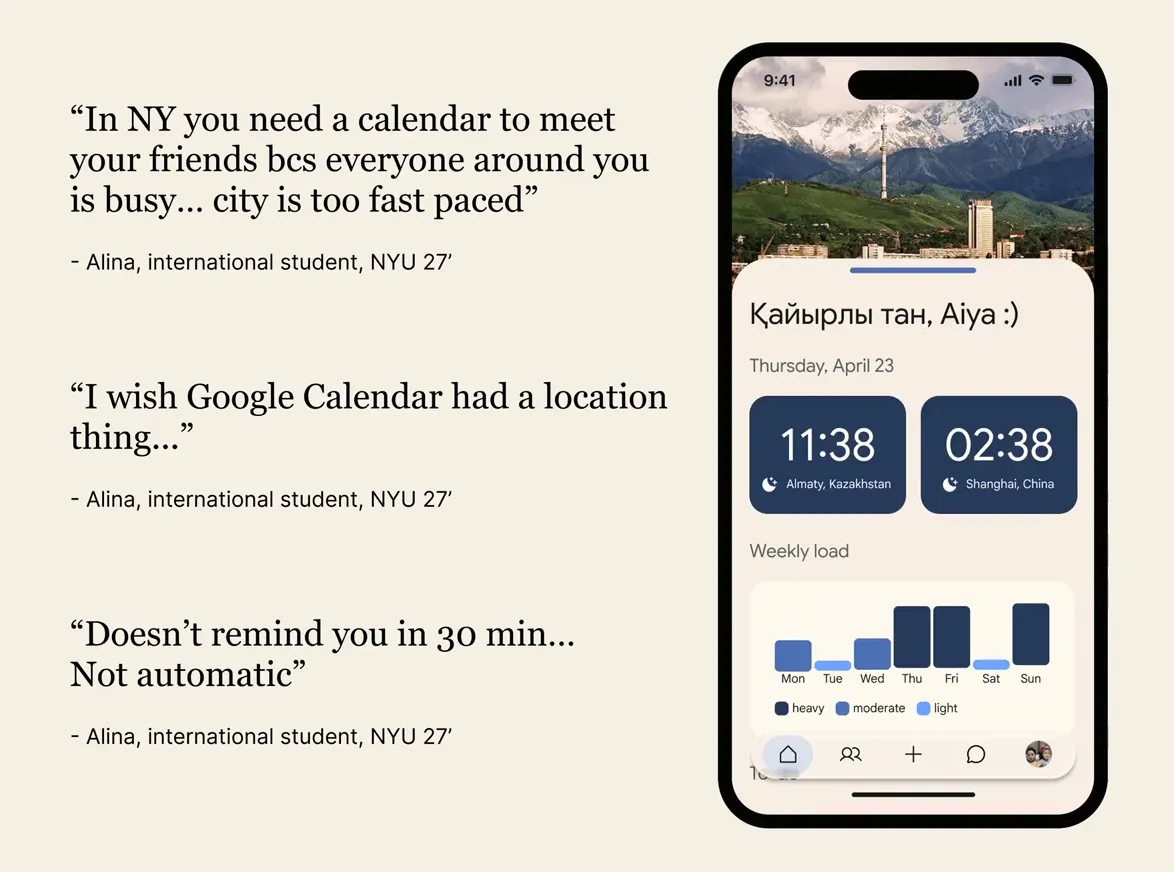 “In NY you need a calendar to meet
your friends bcs everyone around you
is busy... city is too fast paced”
- Alina, international student, NYU 27’
“I wish Google Calendar had a location
thing...”
- Alina, international student, NYU 27’
“Doesn’t remind you in 30 min...
Not automatic”
- Alina, international student, NYU 27’
9:41
Қайырлы тан, Aiya :)
Thursday, April 23
11:38
Almaty, Kazakhstan
02:38
Shanghai, China
Weekly load
Mon Tue Wed Thu Fri Sat Sun
heavy moderate light